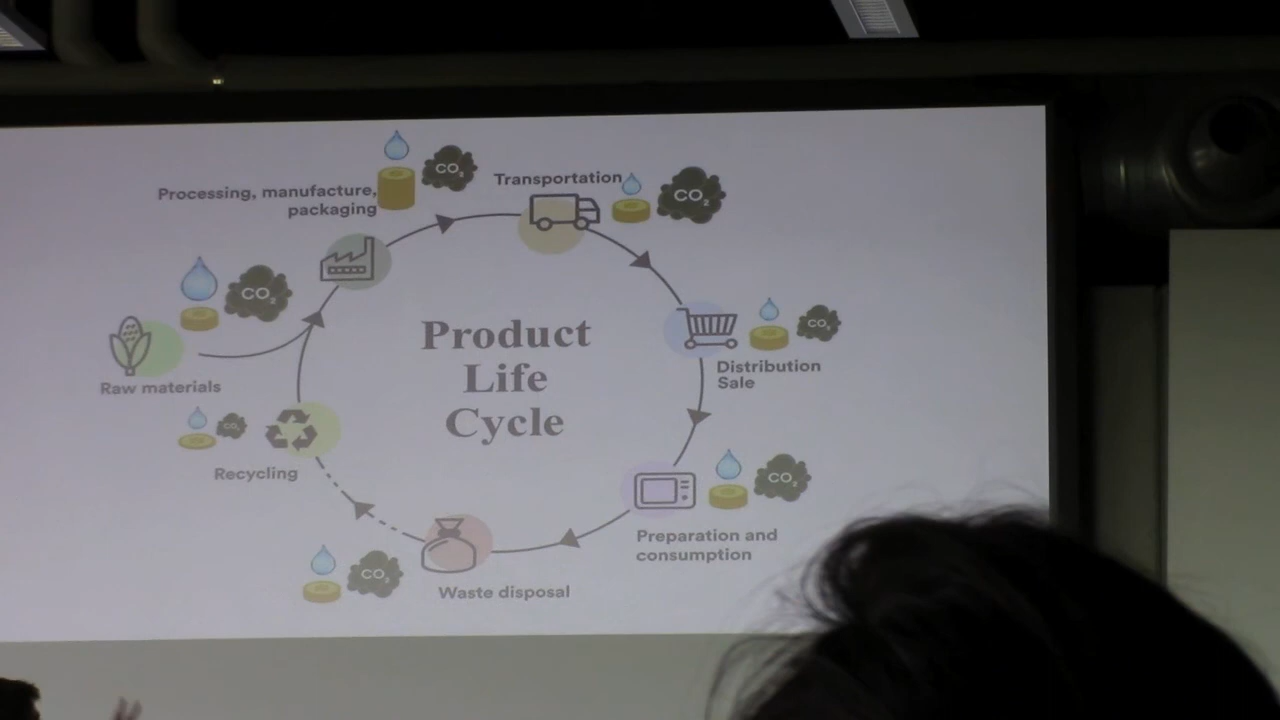 Processing, manufacture,
packaging
CO₂
Transportation
CO₂
CO₂
Raw materials
Product
Life
Cycle
CO₂
Distribution
Sale
CO₂
Recycling
CO₂
Preparation and
consumption
CO₂
Waste disposal